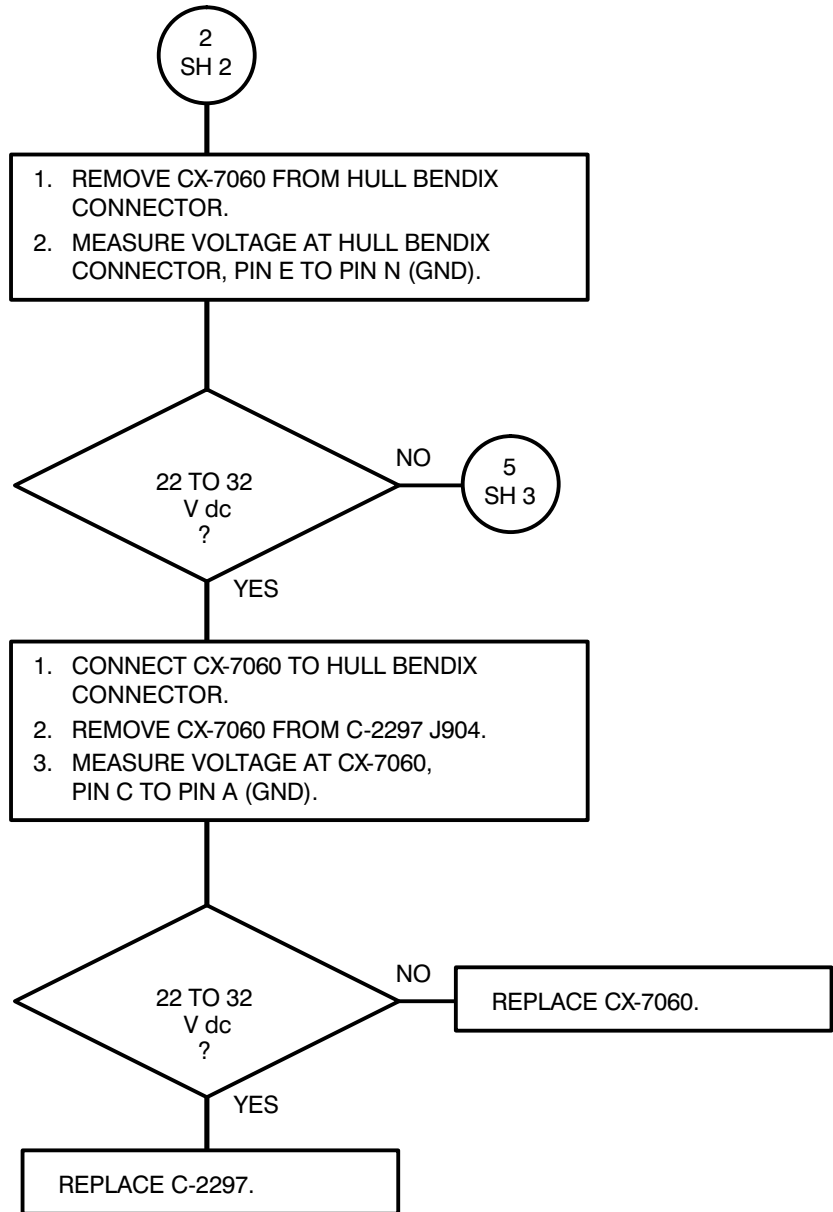 2
SH 2
1. REMOVE CX-7060 FROM HULL BENDIX
CONNECTOR.
2. MEASURE VOLTAGE AT HULL BENDIX
CONNECTOR, PIN E TO PIN N (GND).
22 TO 32
V dc
?
NO
5
SH 3
YES
1. CONNECT CX-7060 TO HULL BENDIX
CONNECTOR.
2. REMOVE CX-7060 FROM C-2297 J904.
3. MEASURE VOLTAGE AT CX-7060,
PIN C TO PIN A (GND).
22 TO 32
V dc
?
NO
REPLACE CX-7060.
YES
REPLACE C-2297.